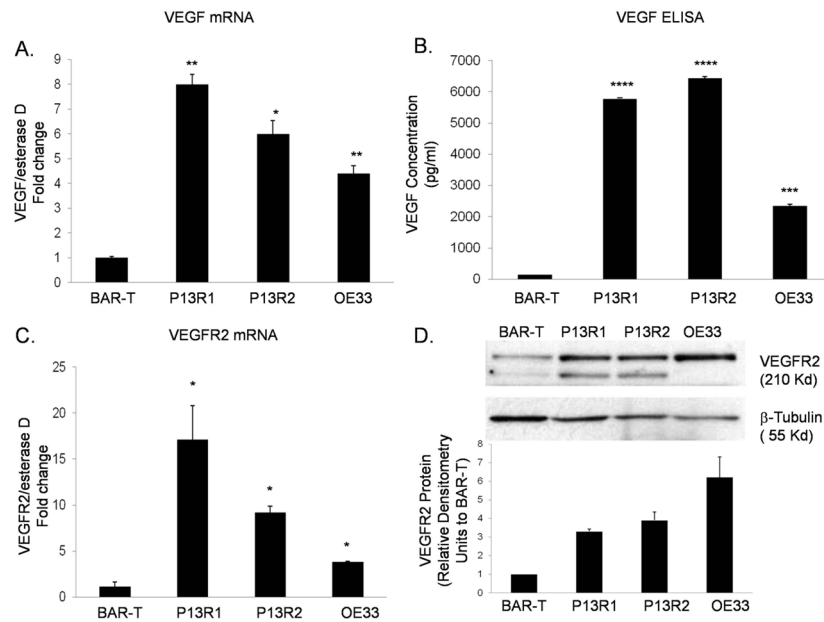 VEGF mRNA
A.
VEGF/esterase D
Fold change
9
8
7
6
5
4
3
2
1
0
**
*
**
BAR-T P13R1 P13R2 OE33
VEGF ELISA
B.
VEGF Concentration
(pg/ml)
7000
6000
5000
4000
3000
2000
1000
0
****
****
***
BAR-T P13R1 P13R2 OE33
C.
VEGFR2 mRNA
VEGFR2/esterase D
Fold change
25
20
15
10
5
0
*
*
*
BAR-T P13R1 P13R2 OE33
D.
BAR-T P13R1 P13R2 OE33
VEGFR2
(210 Kd)
β-Tubulin
( 55 Kd)
VEGFR2 Protein
(Relative Densitometry
Units to BAR-T)
8
7
6
5
4
3
2
1
0
BAR-T P13R1 P13R2 OE33